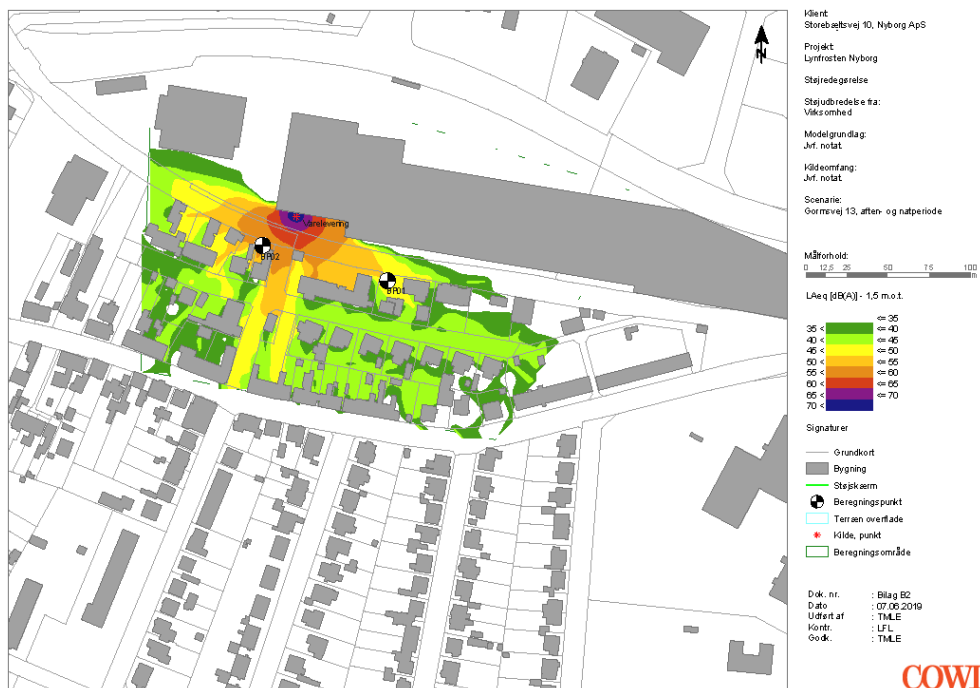 Klient:
Storebæltsvej 10, Nyborg ApS
Projekt:
Lynfrosten Nyborg
Støjredegørelse
Støjudbredelse fra:
Virksomhed
Modelgrundlag:
Jvf. notat
Kildeomfang:
Jvf. notat
Scenarie:
Gormsvej 13, aften- og natperiode
N
Varelevering
BP02
BP01
Målforhold:
0 12,5 25 50 75 100
m
LAeq [dB(A)] - 1,5 m.o.t.
<= 35
35 < <= 40
40 < <= 45
45 < <= 50
50 < <= 55
55 < <= 60
60 < <= 65
65 < <= 70
70 <
Signaturer
Grundkort
Bygning
Støjskærm
Beregningspunkt
Terræn overflade
Kilde, punkt
Beregningsområde
Dok. nr. : Bilag B2
Dato : 07.06.2019
Udført af : TMLE
Kontr. : LFL
Godk. : TMLE
COWI